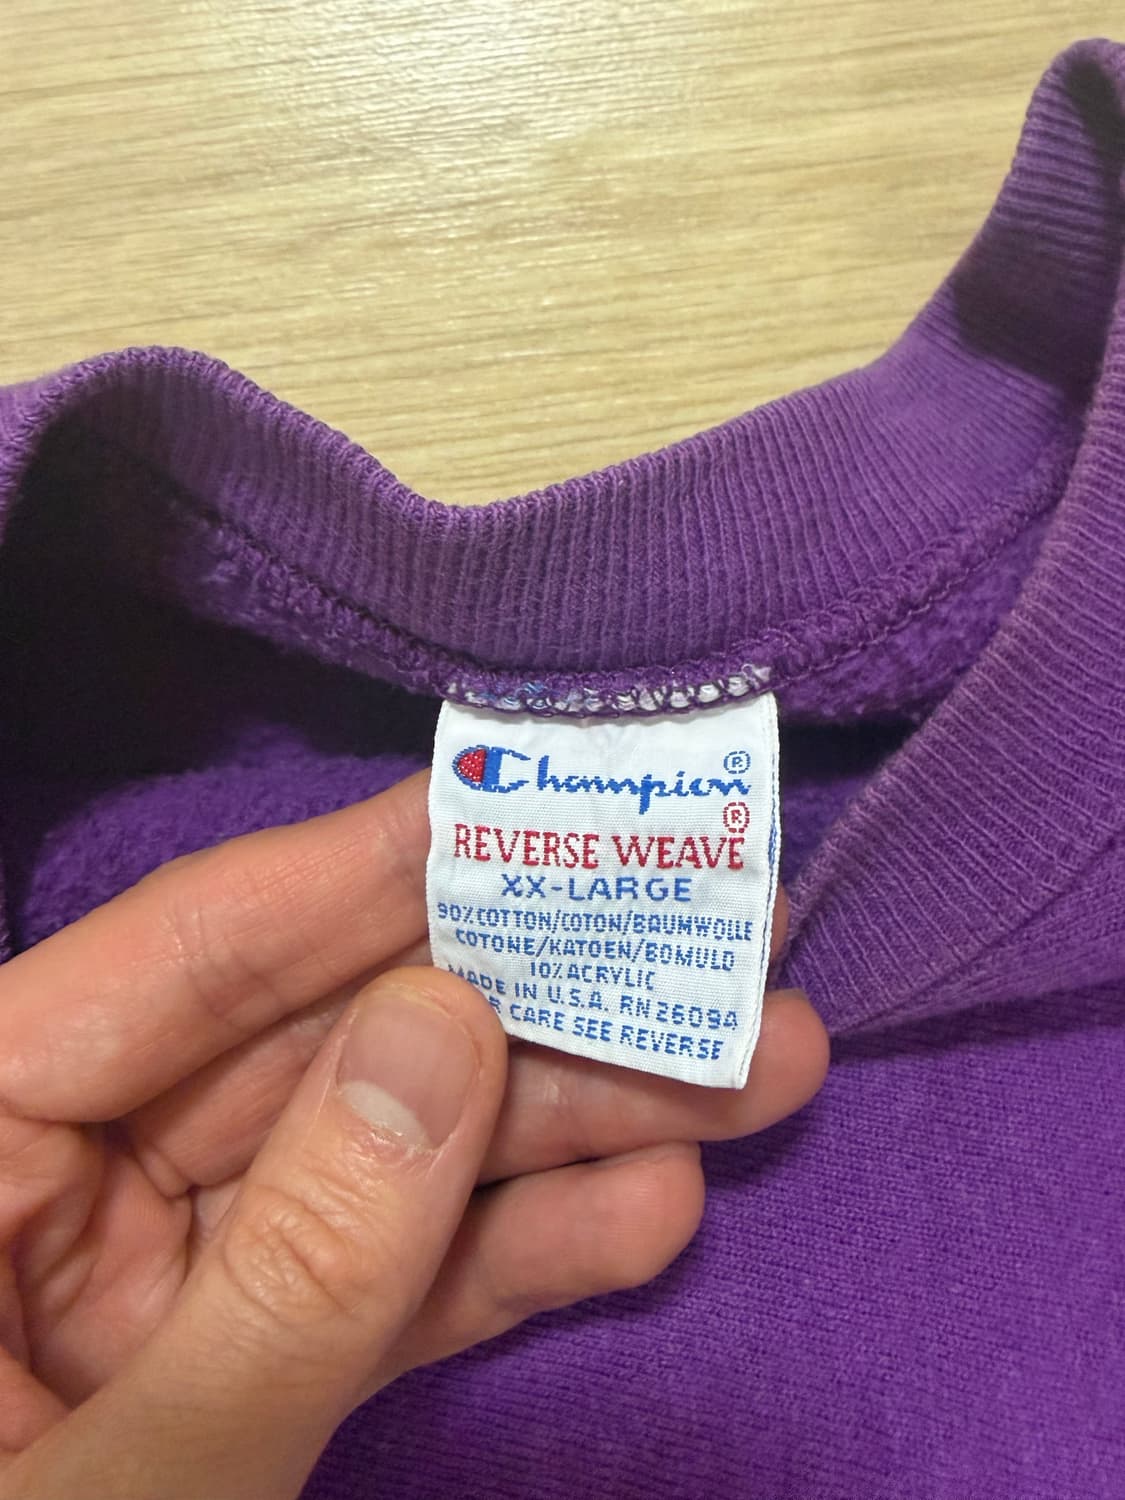 Champion®
®
REVERSE WEAVE
XX-LARGE
90% COTTON/COTON/BAUMWOLLE
COTONE/KATOEN/BOMULD
10% ACRYLIC
MADE IN U.S.A. RN 26094
CARE SEE REVERSE